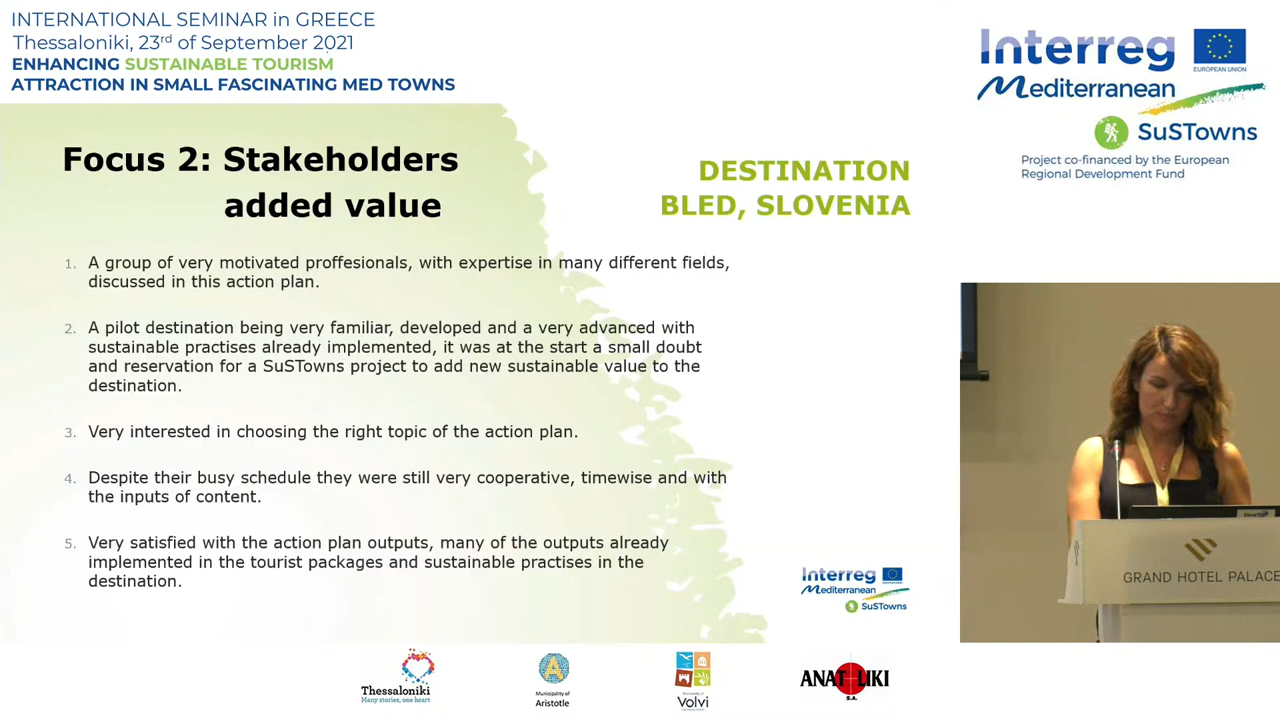 INTERNATIONAL SEMINAR in GREECE
Thessaloniki, 23rd of September 2021
ENHANCING SUSTAINABLE TOURISM
ATTRACTION IN SMALL FASCINATING MED TOWNS
Interreg
EUROPEAN UNION
Mediterranean
SuSTowns
Project co-financed by the European
Regional Development Fund
Focus 2: Stakeholders
added value
DESTINATION
BLED, SLOVENIA
1. A group of very motivated proffesionals, with expertise in many different fields,
discussed in this action plan.
2. A pilot destination being very familiar, developed and a very advanced with
sustainable practises already implemented, it was at the start a small doubt
and reservation for a SuSTowns project to add new sustainable value to the
destination.
3. Very interested in choosing the right topic of the action plan.
4. Despite their busy schedule they were still very cooperative, timewise and with
the inputs of content.
5. Very satisfied with the action plan outputs, many of the outputs already
implemented in the tourist packages and sustainable practises in the
destination.
Interreg
Mediterranean
SuSTowns
GRAND HOTEL PALACE
Thessaloniki
Many stories, one heart
Municipality of
Aristotle
Municipality of
Volvi
ANATOLIKI
S.A.